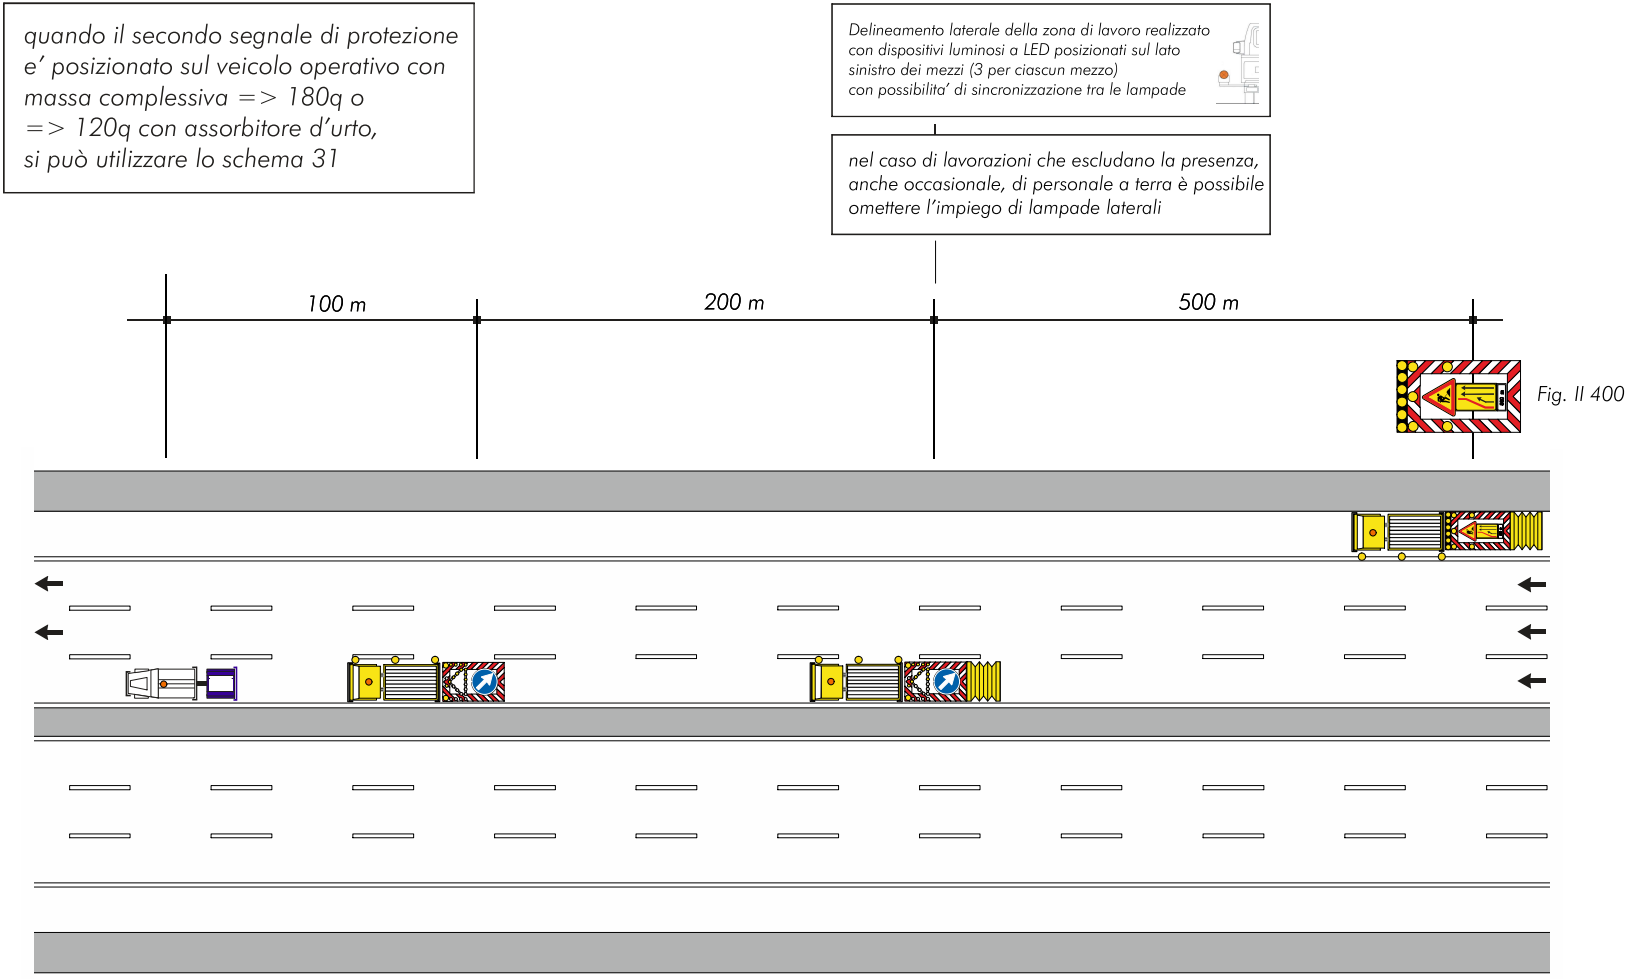 quando il secondo segnale di protezione
e' posizionato sul veicolo operativo con
massa complessiva => 180q o
=> 120q con assorbitore d'urto,
si può utilizzare lo schema 31
Delineamento laterale della zona di lavoro realizzato
con dispositivi luminosi a LED posizionati sul lato
sinistro dei mezzi (3 per ciascun mezzo)
con possibilita' di sincronizzazione tra le lampade
nel caso di lavorazioni che escludano la presenza,
anche occasionale, di personale a terra è possibile
omettere l'impiego di lampade laterali
100 m
200 m
500 m
Fig. II 400